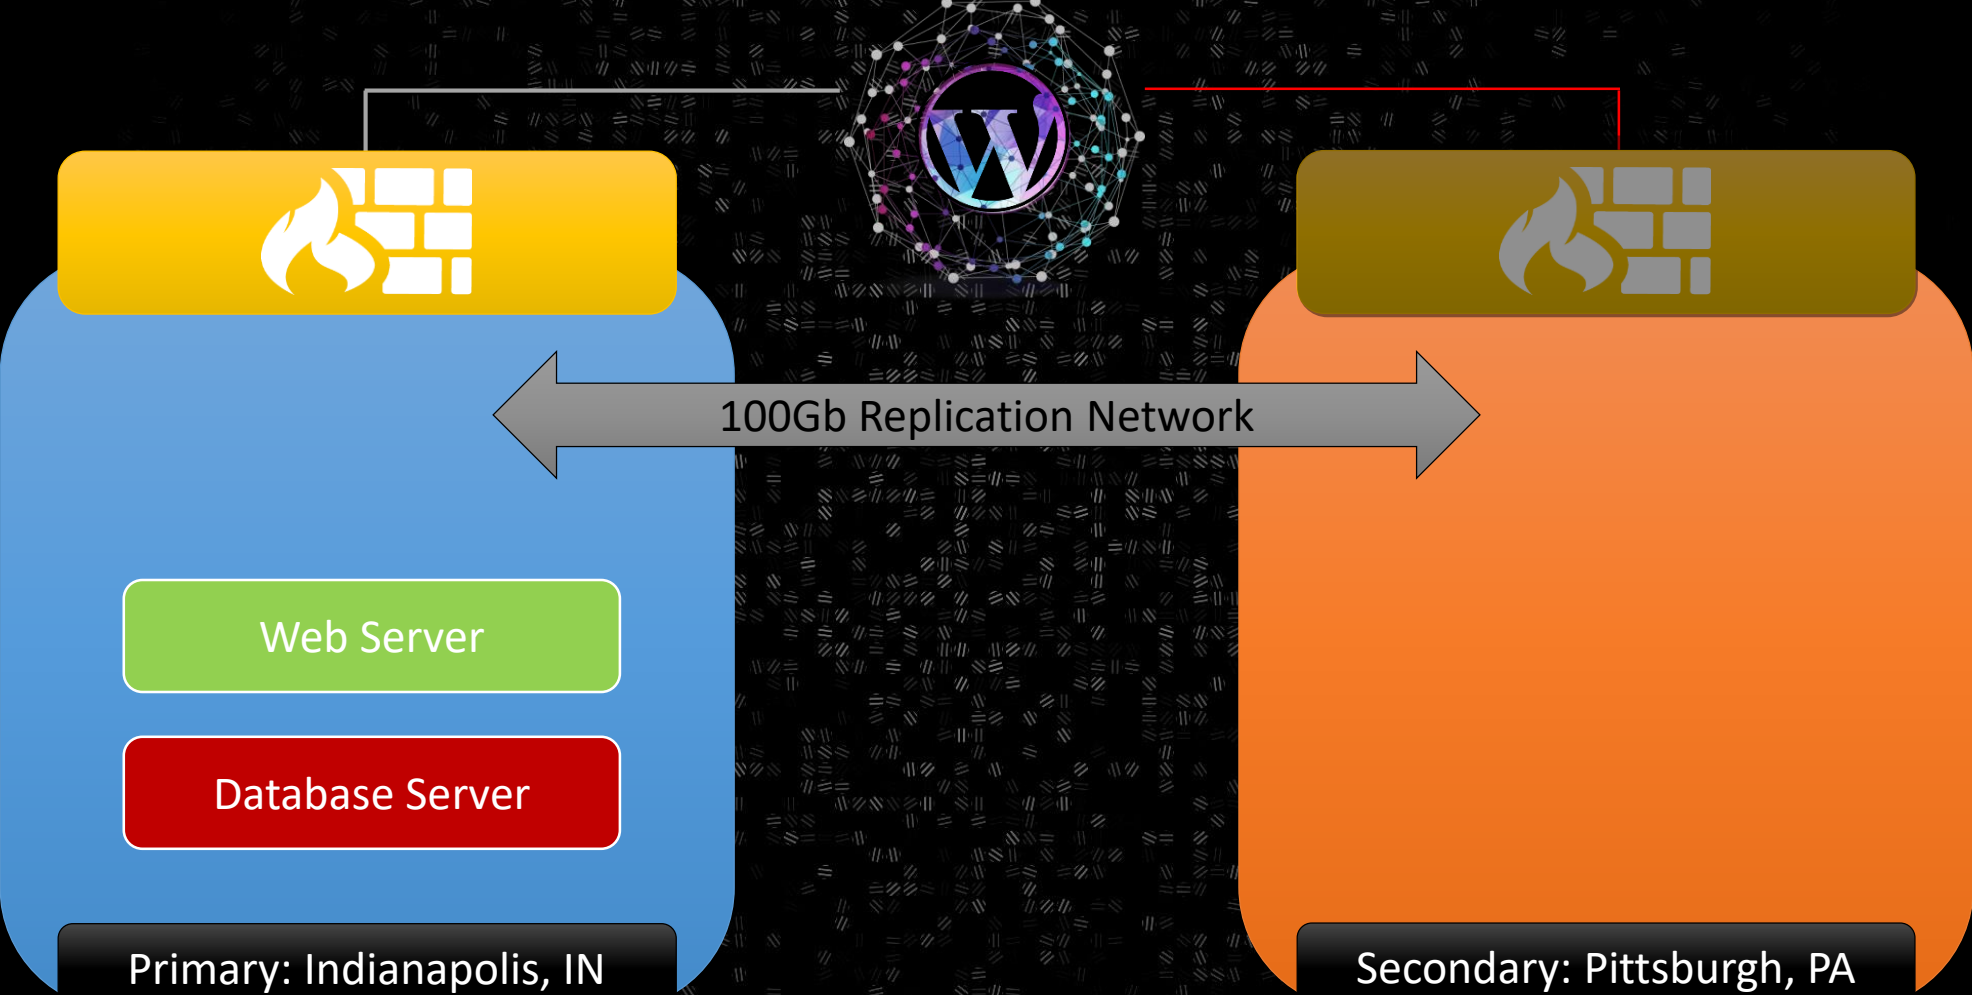 100Gb Replication Network
Web Server
Database Server
Primary: Indianapolis, IN
Secondary: Pittsburgh, PA